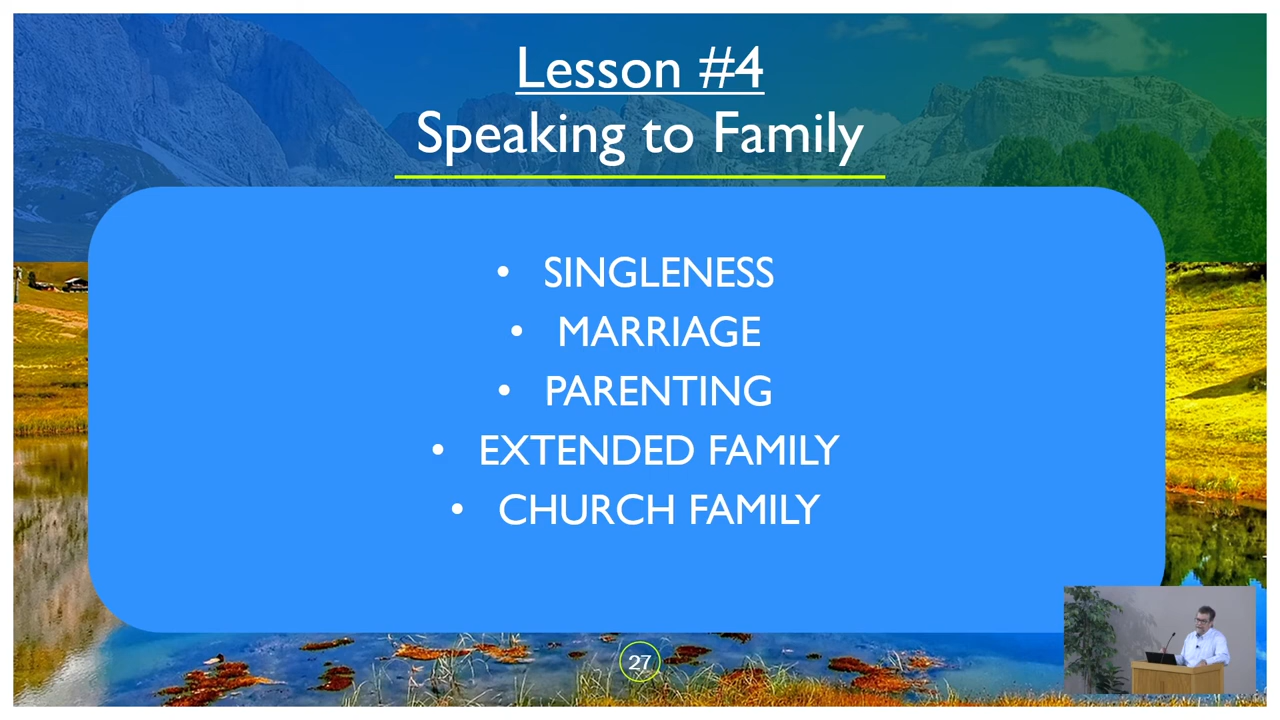 Lesson #4
Speaking to Family
• SINGLENESS
• MARRIAGE
• PARENTING
• EXTENDED FAMILY
• CHURCH FAMILY
27